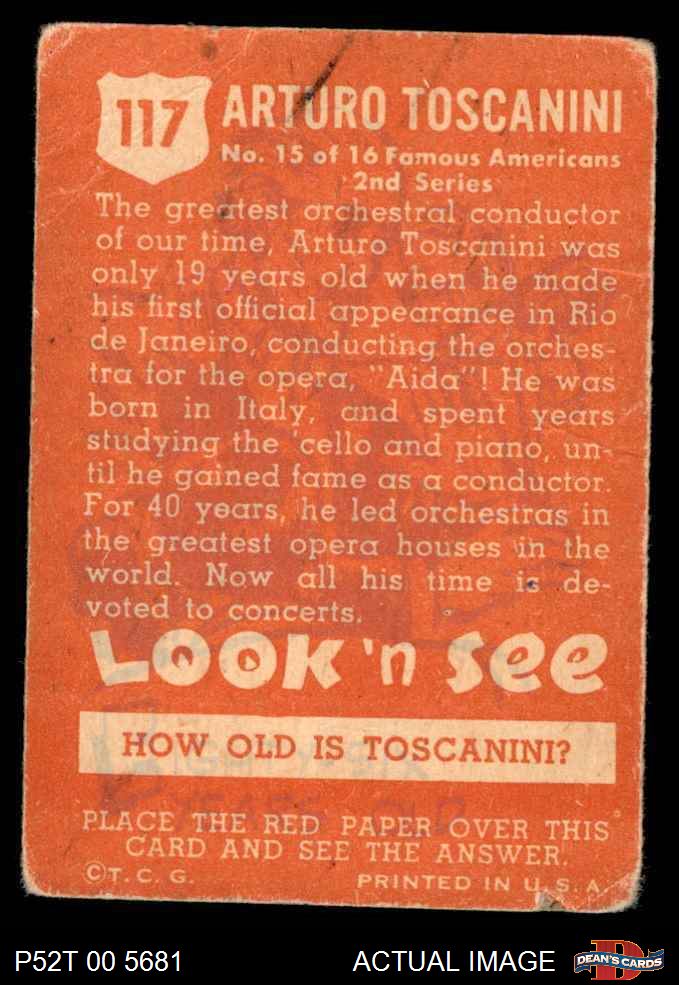 117
ARTURO TOSCANINI
No. 15 of 16 Famous Americans
2nd Series
The greatest orchestral conductor
of our time, Arturo Toscanini was
only 19 years old when he made
his first official appearance in Rio
de Janeiro, conducting the orches-
tra for the opera, "Aida"! He was
born in Italy, and spent years
studying the 'cello and piano, un-
til he gained fame as a conductor.
For 40 years, he led orchestras in
the greatest opera houses in the
world. Now all his time is de-
voted to concerts.
LOOK 'n See
HOW OLD IS TOSCANINI?
YEARS OLD
PLACE THE RED PAPER OVER THIS
CARD AND SEE THE ANSWER.
©T. C. G. PRINTED IN U. S. A.
P52T 00 5681 ACTUAL IMAGE D DEAN'S CARDS